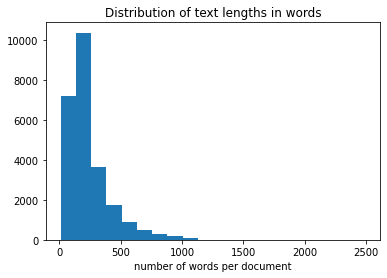 Distribution of text lengths in words
10000
8000
6000
4000
2000
0
0 500 1000 1500 2000 2500
number of words per document